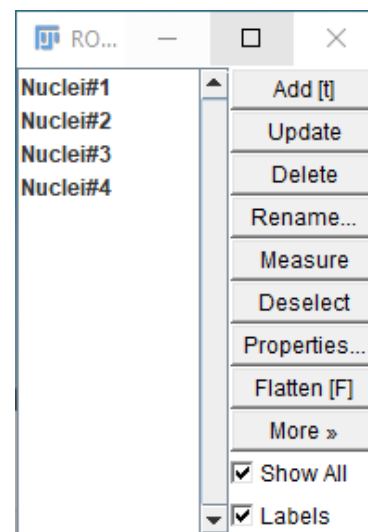 RO...
Nuclei#1
Nuclei#2
Nuclei#3
Nuclei#4
Add [t]
Update
Delete
Rename...
Measure
Deselect
Properties...
Flatten [F]
More »
Show All
Labels